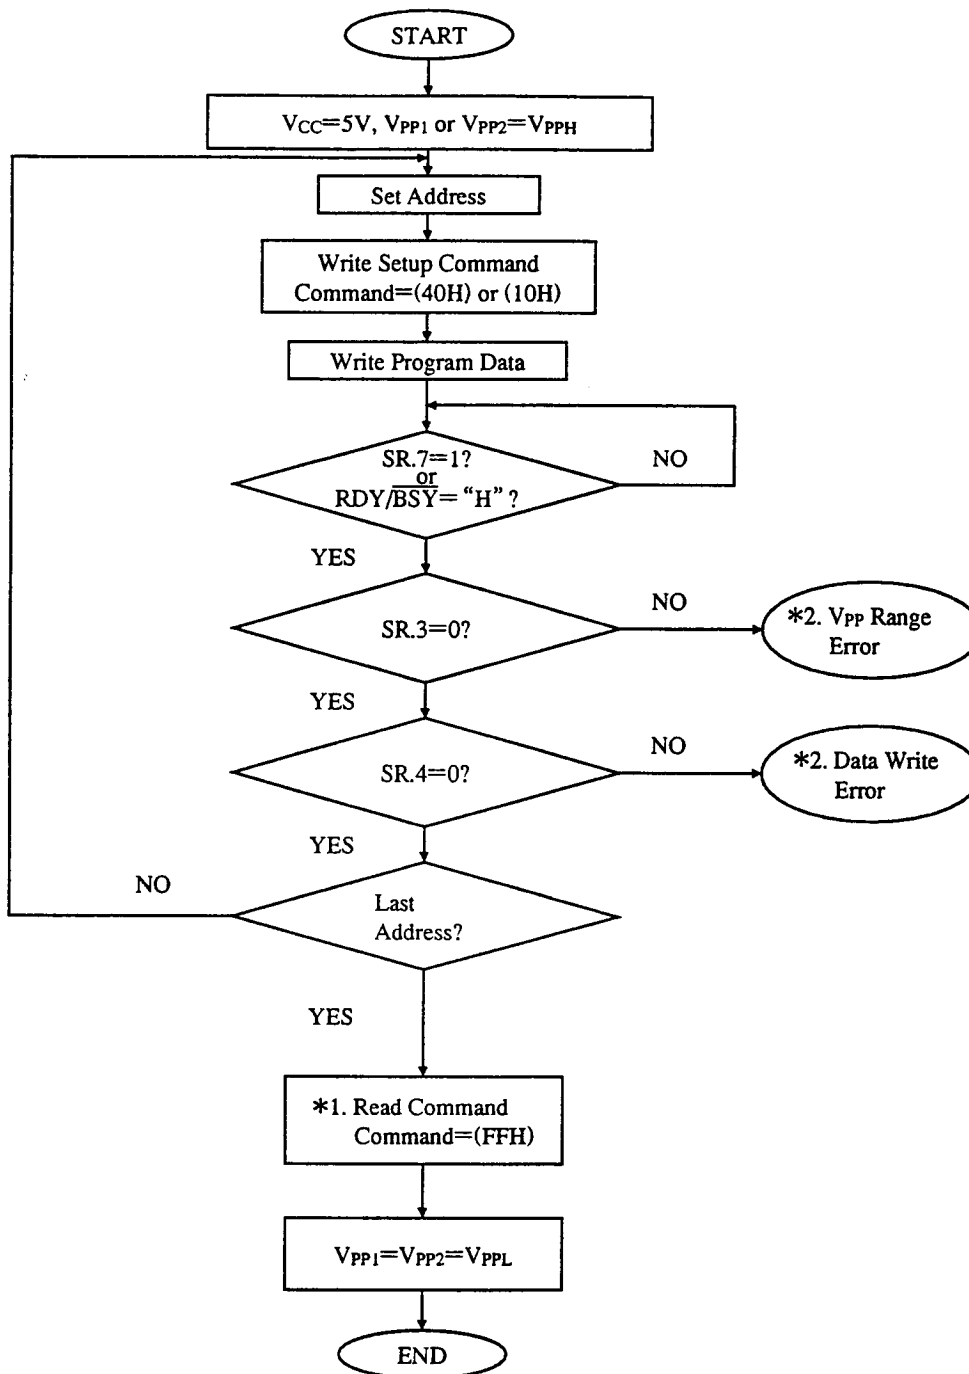 START
VCC=5V, VPP1 or VPP2=VPPH
Set Address
Write Setup Command
Command=(40H) or (10H)
Write Program Data
SR.7=1?
or
RDY/B̅S̅Y̅= “H” ?
NO
YES
SR.3=0?
NO
*2. VPP Range
Error
YES
SR.4=0?
NO
*2. Data Write
Error
YES
NO
Last
Address?
YES
*1. Read Command
Command=(FFH)
VPP1=VPP2=VPPL
END